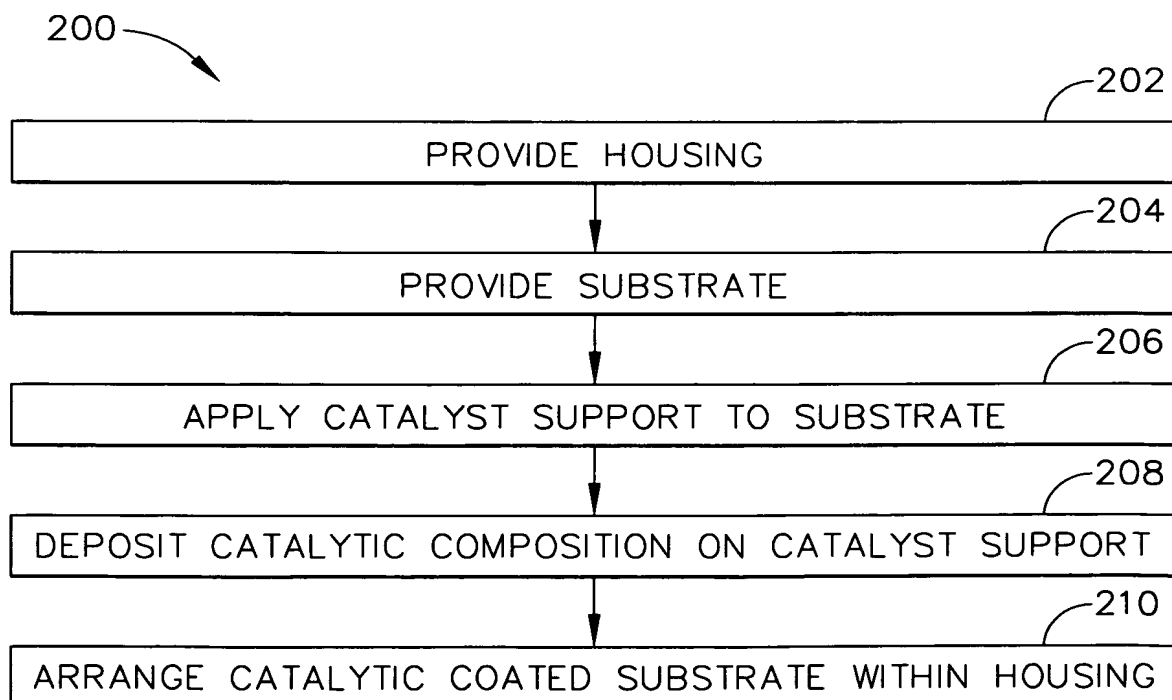 200
202
PROVIDE HOUSING
204
PROVIDE SUBSTRATE
206
APPLY CATALYST SUPPORT TO SUBSTRATE
208
DEPOSIT CATALYTIC COMPOSITION ON CATALYST SUPPORT
210
ARRANGE CATALYTIC COATED SUBSTRATE WITHIN HOUSING